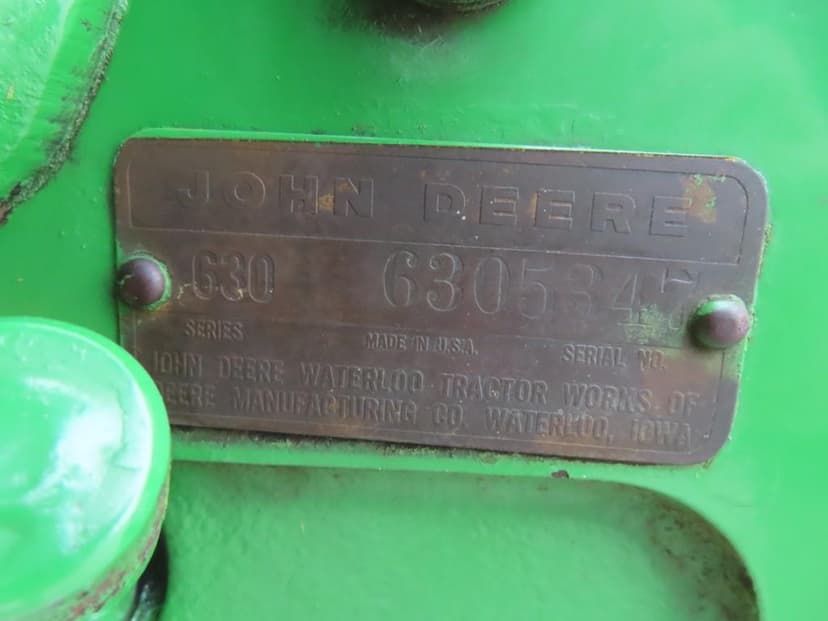 JOHN DEERE
630 6305347
SERIES MADE IN U.S.A. SERIAL NO.
JOHN DEERE WATERLOO TRACTOR WORKS OF
DEERE MANUFACTURING CO. WATERLOO, IOWA